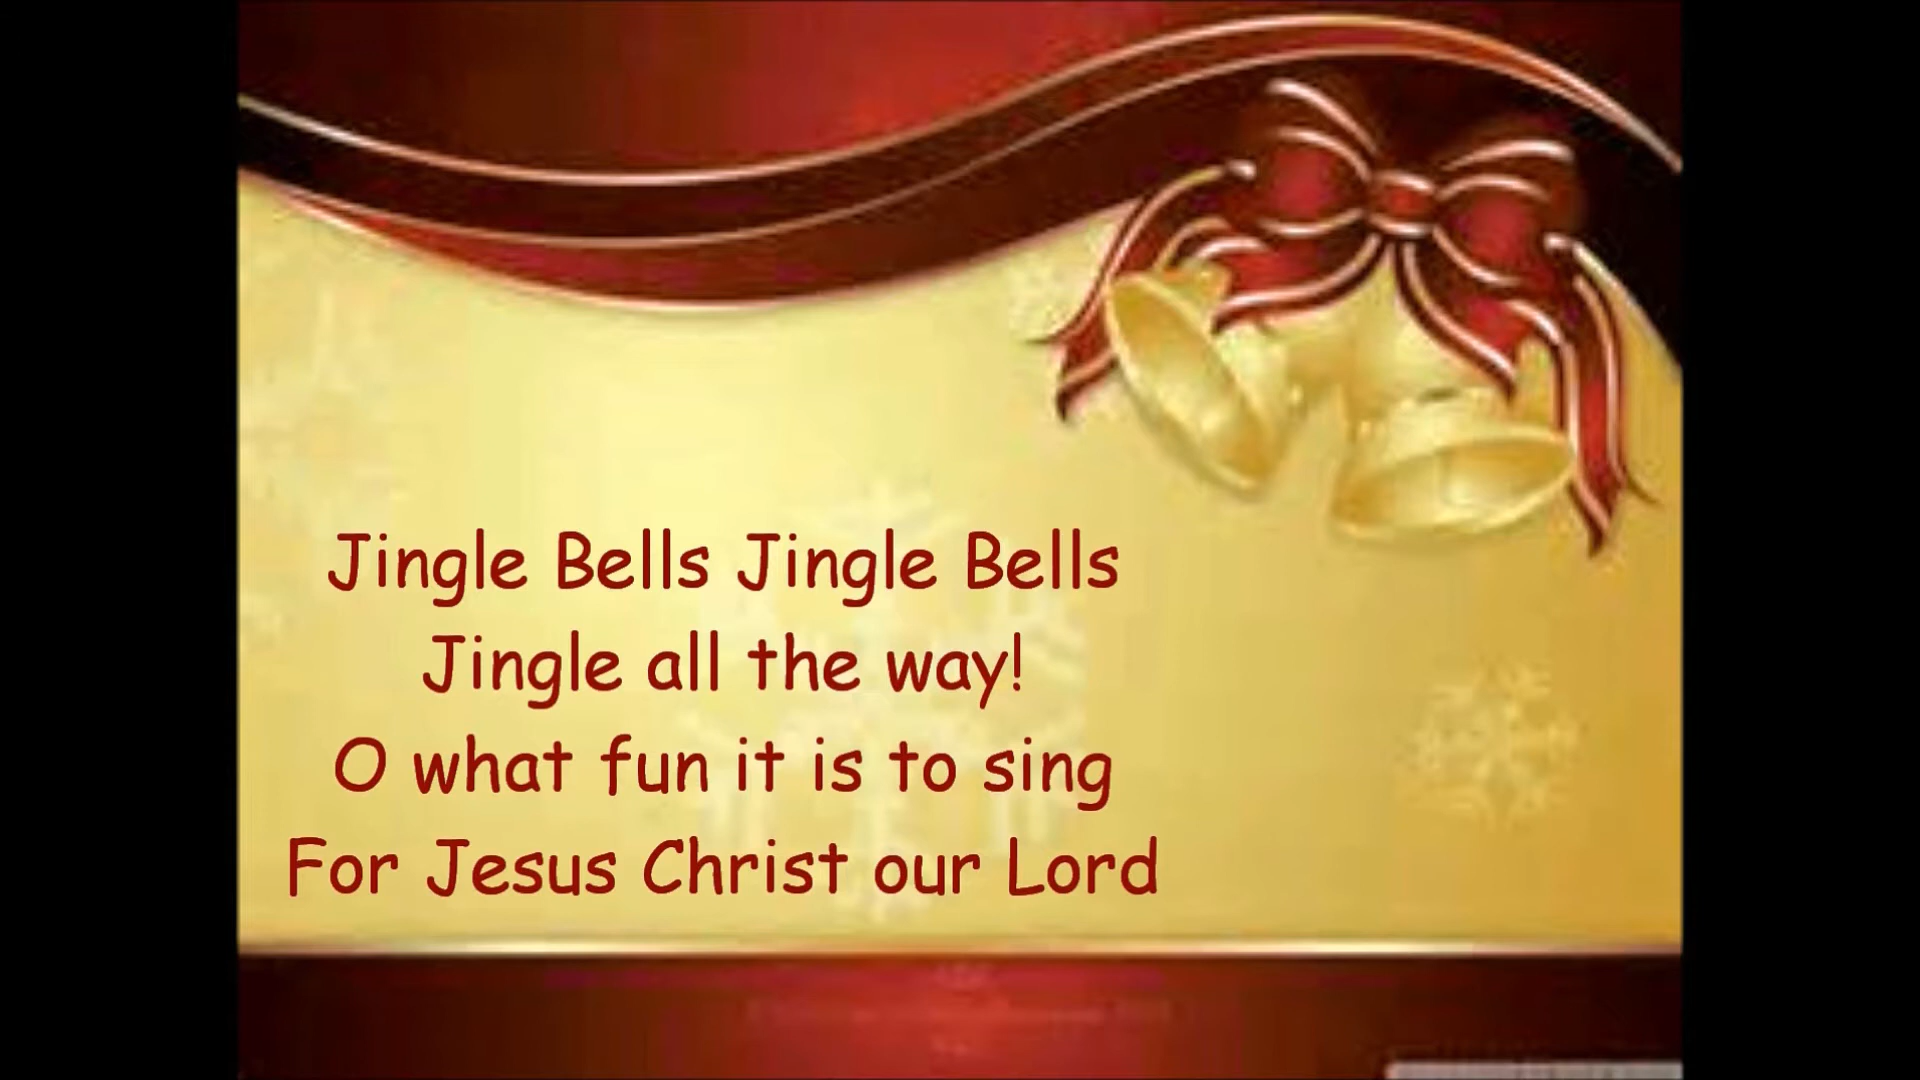 Jingle Bells Jingle Bells
Jingle all the way!
O what fun it is to sing
For Jesus Christ our Lord